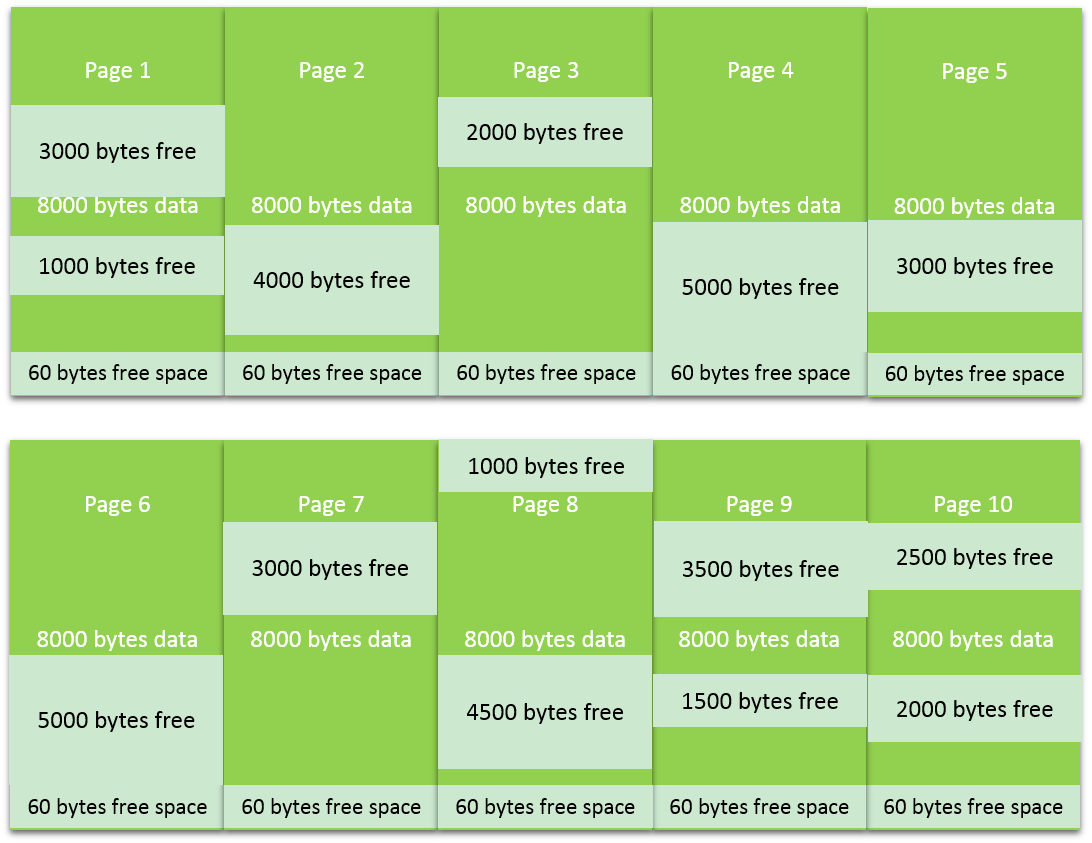 Page 1
3000 bytes free
8000 bytes data
1000 bytes free
60 bytes free space
Page 2
8000 bytes data
4000 bytes free
60 bytes free space
Page 3
2000 bytes free
8000 bytes data
60 bytes free space
Page 4
8000 bytes data
5000 bytes free
60 bytes free space
Page 5
8000 bytes data
3000 bytes free
60 bytes free space
Page 6
8000 bytes data
5000 bytes free
60 bytes free space
Page 7
3000 bytes free
8000 bytes data
60 bytes free space
1000 bytes free
Page 8
8000 bytes data
4500 bytes free
60 bytes free space
Page 9
3500 bytes free
8000 bytes data
1500 bytes free
60 bytes free space
Page 10
2500 bytes free
8000 bytes data
2000 bytes free
60 bytes free space